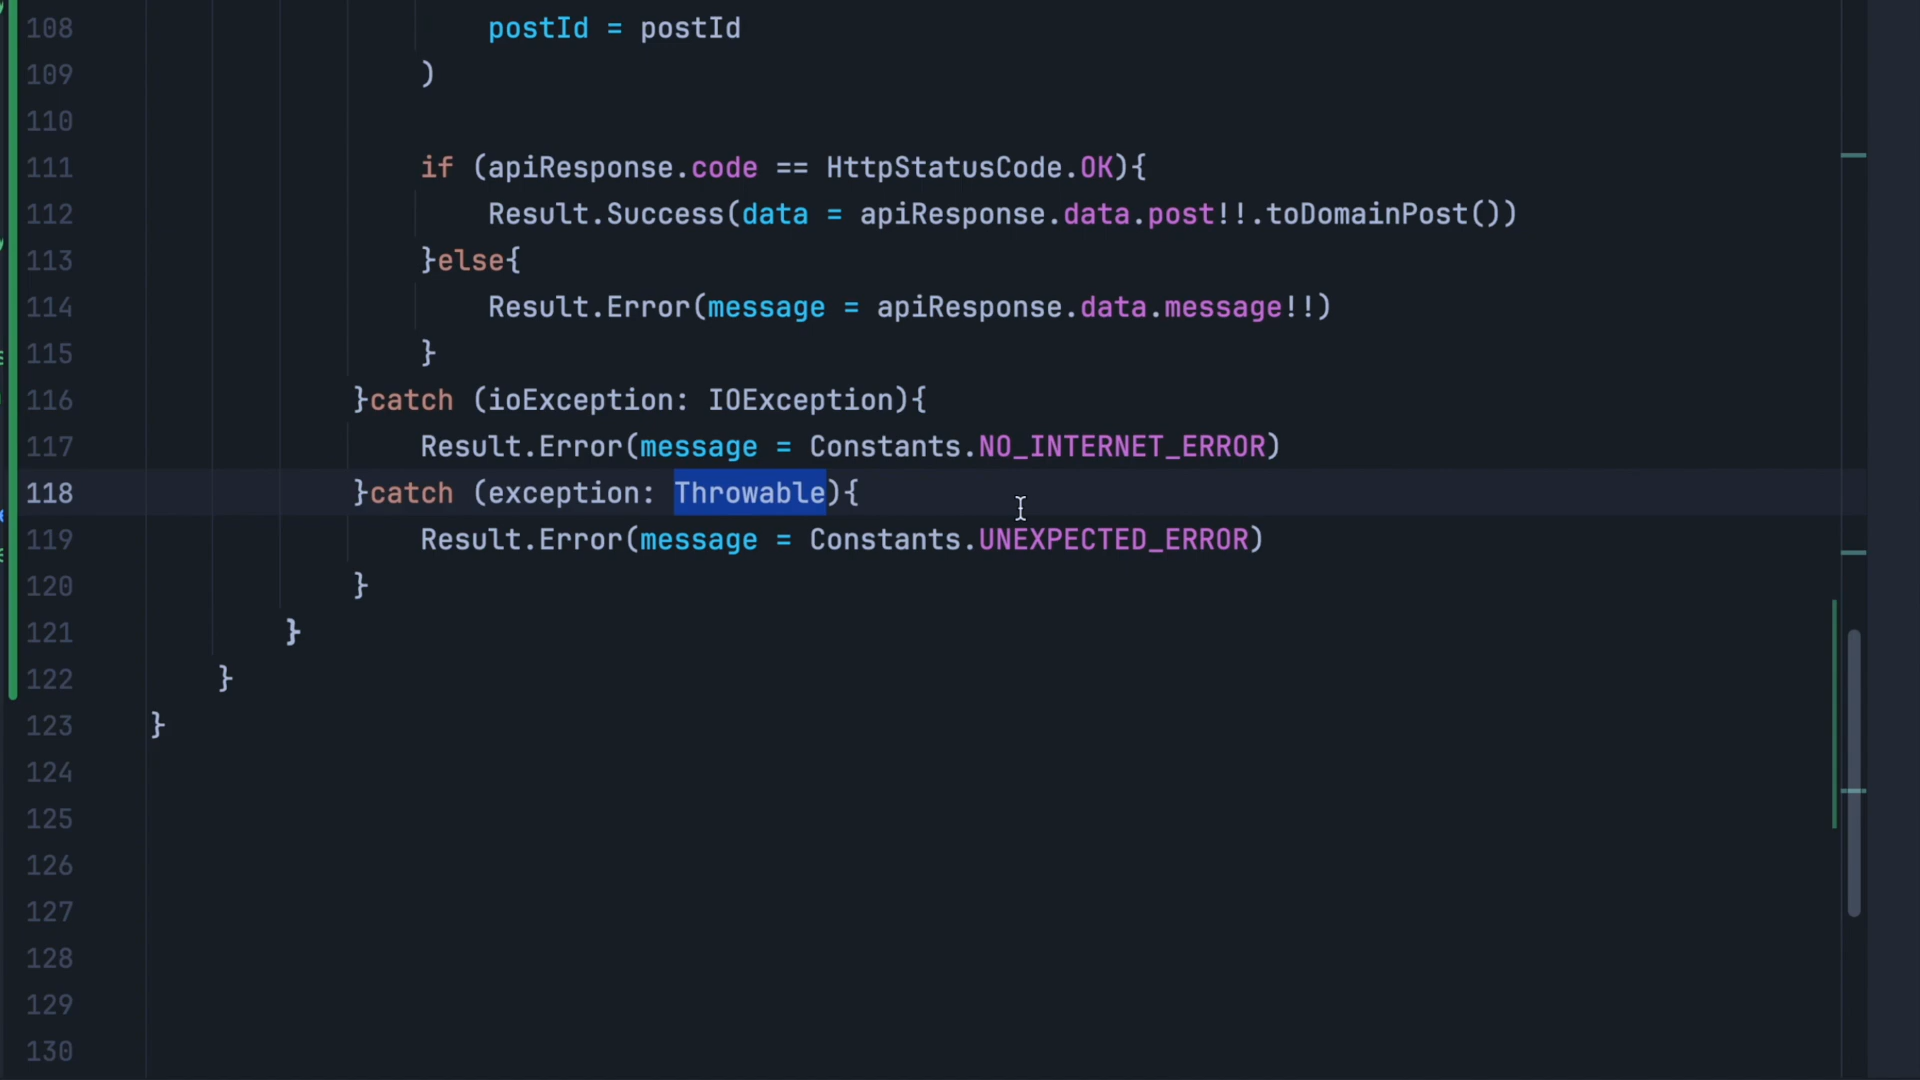 108 postId = postId
109 )
110
111 if (apiResponse.code == HttpStatusCode.OK){
112 Result.Success(data = apiResponse.data.post!!.toDomainPost())
113 }else{
114 Result.Error(message = apiResponse.data.message!!)
115 }
116 }catch (ioException: IOException){
117 Result.Error(message = Constants.NO_INTERNET_ERROR)
118 }catch (exception: Throwable){
119 Result.Error(message = Constants.UNEXPECTED_ERROR)
120 }
121 }
122 }
123 }
124
125
126
127
128
129
130